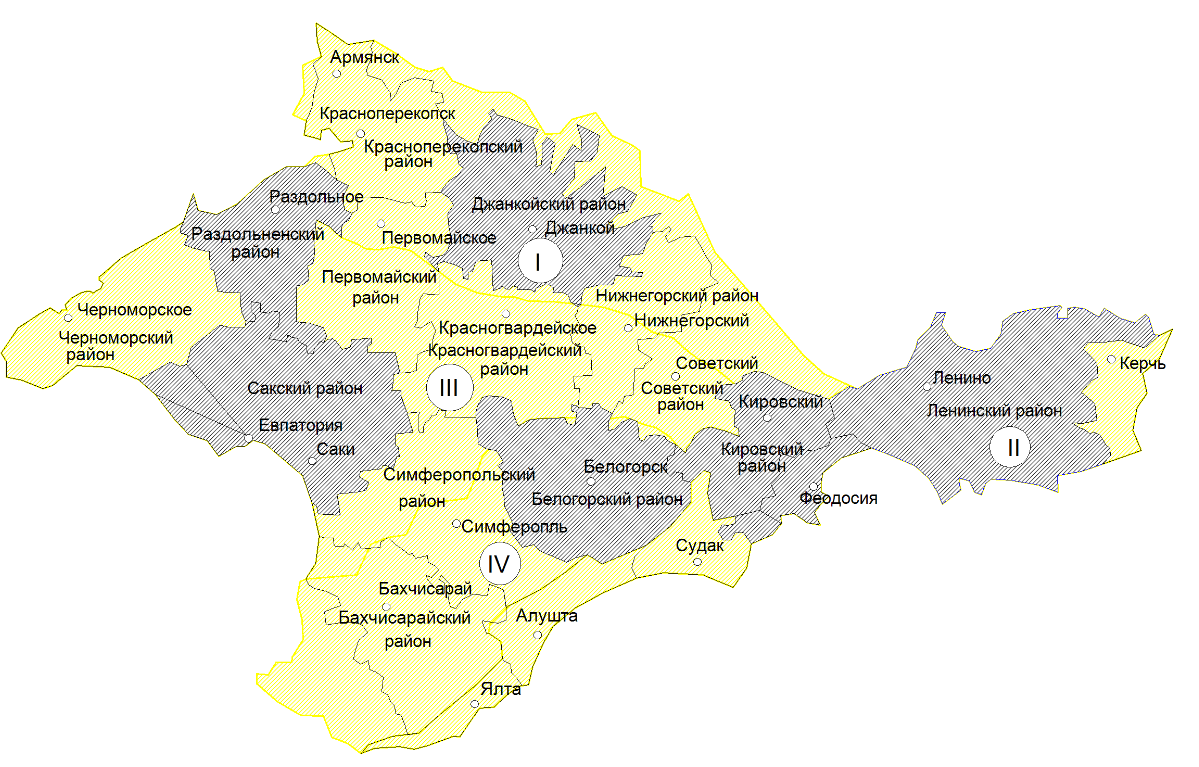 Армянск
Красноперекопск
Красноперекопский
район
Раздольное
Джанкойский район
Джанкой
Раздольненский
район
Первомайское
I
Первомайский
район
Нижнегорский район
Черноморское
Нижнегорский
Красногвардейское
Черноморский
район
Красногвардейский
район
Советский
Советский
район
Керчь
Сакский район
III
Ленино
Кировский
Ленинский район
Евпатория
Саки
II
Кировский
район
Белогорск
Симферопольский
район
Белогорский район
Феодосия
Симферопль
Судак
IV
Бахчисарай
Бахчисарайский
район
Алушта
Ялта